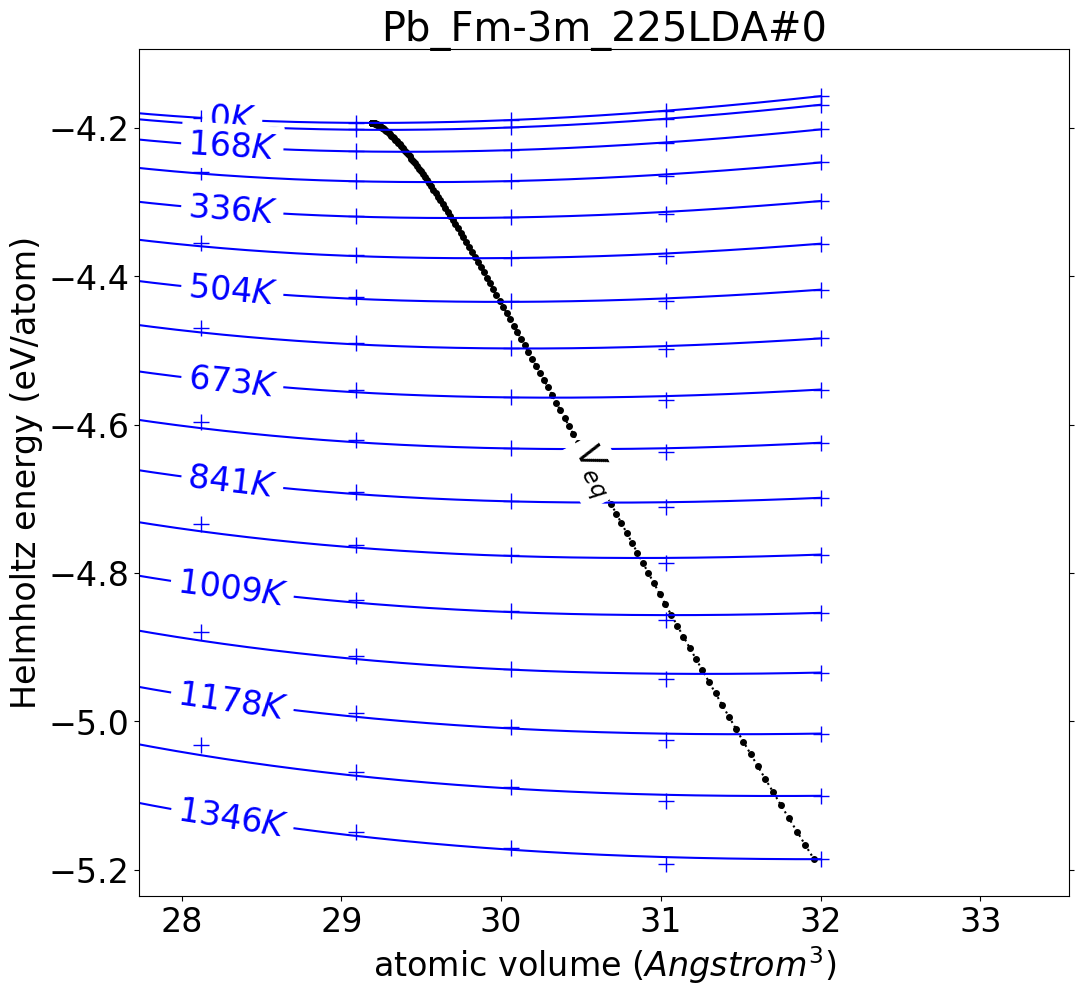 Pb_Fm-3m_225LDA#0
Helmholtz energy (eV/atom)
−4.2
−4.4
−4.6
−4.8
−5.0
−5.2
0K
168K
336K
504K
673K
841K
1009K
1178K
1346K
V_eq
28 29 30 31 32 33
atomic volume (Angstrom³)